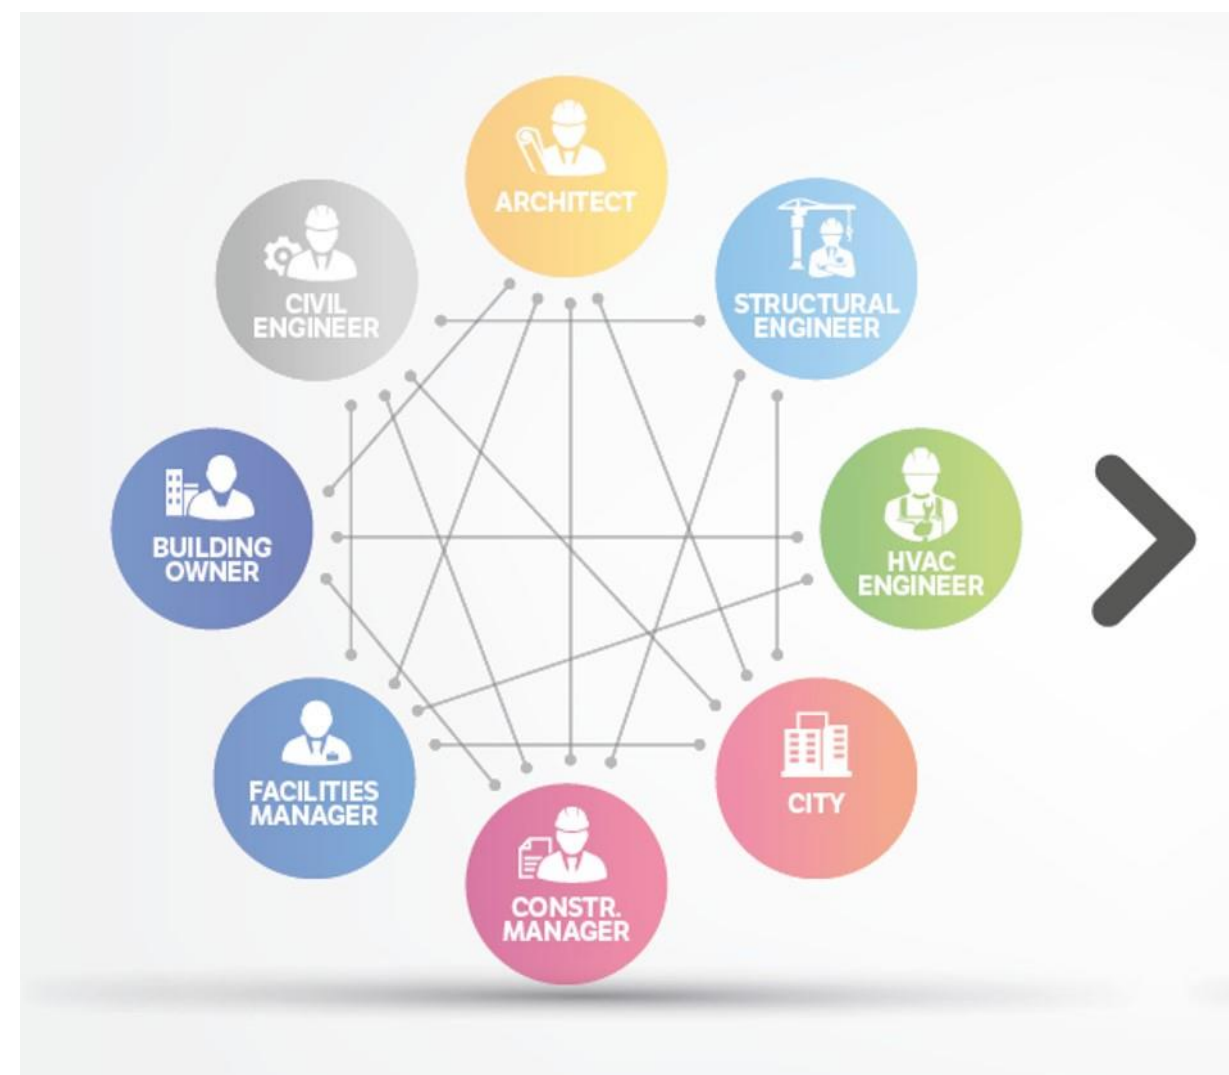 ARCHITECT
STRUCTURAL
ENGINEER
CIVIL
ENGINEER
BUILDING
OWNER
HVAC
ENGINEER
FACILITIES
MANAGER
CITY
CONSTR.
MANAGER